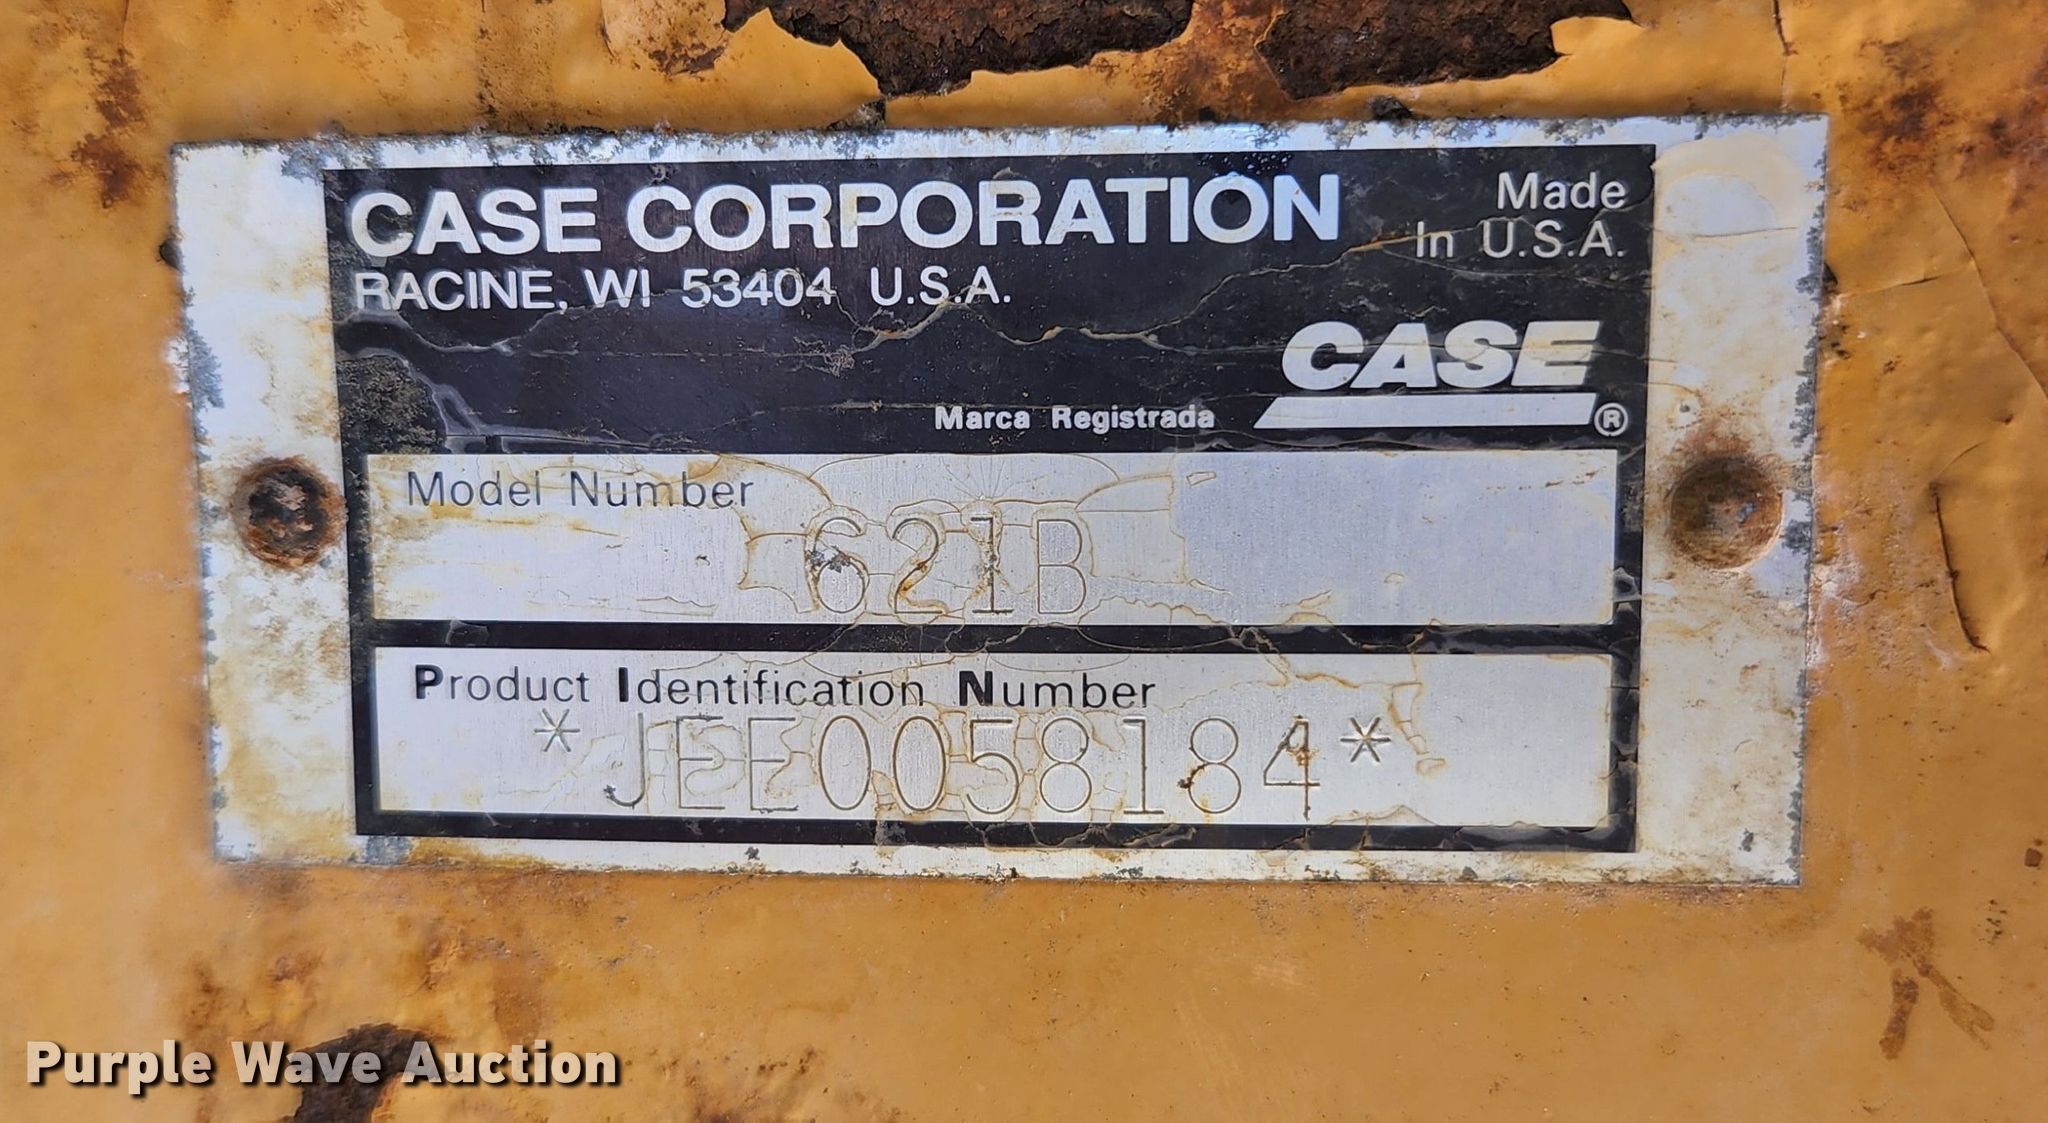 CASE CORPORATION
RACINE, WI 53404 U.S.A.
Made
In U.S.A.
CASE
Marca Registrada ®
Model Number
621B
Product Identification Number
*JEE0058184*
Purple Wave Auction